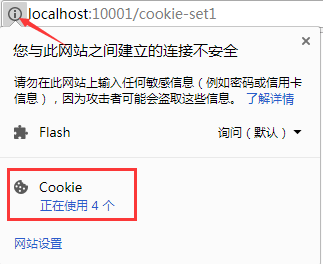 localhost:10001/cookie-set1
您与此网站之间建立的连接不安全
请勿在此网站上输入任何敏感信息（例如密码或信用卡
信息），因为攻击者可能会盗取这些信息。 了解详情
Flash 询问（默认）
Cookie
正在使用 4 个
网站设置